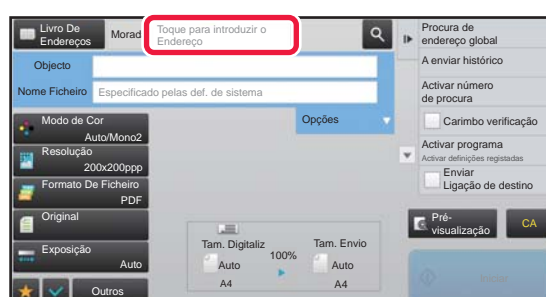 Livro De
Endereços
Morad
Toque para introduzir o
Endereço
Objecto
Nome Ficheiro
Especificado pelas def. de sistema
Opções
Modo de Cor
Auto/Mono2
Resolução
200x200ppp
Formato De Ficheiro
PDF
Original
Exposição
Auto
Outros
Tam. Digitaliz
100%
Tam. Envio
Auto
A4
Auto
A4
Procura de
endereço global
A enviar histórico
Activar número
de procura
Carimbo verificação
Activar programa
Activar definições registadas
Enviar
Ligação de destino
Pré-
visualização
CA